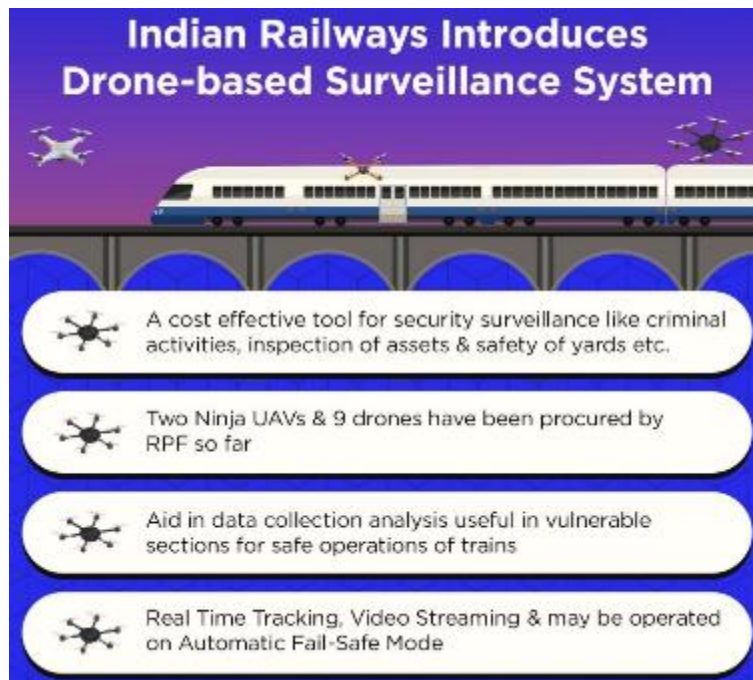 Indian Railways Introduces
Drone-based Surveillance System
A cost effective tool for security surveillance like criminal
activities, inspection of assets & safety of yards etc.
Two Ninja UAVs & 9 drones have been procured by
RPF so far
Aid in data collection analysis useful in vulnerable
sections for safe operations of trains
Real Time Tracking, Video Streaming & may be operated
on Automatic Fail-Safe Mode